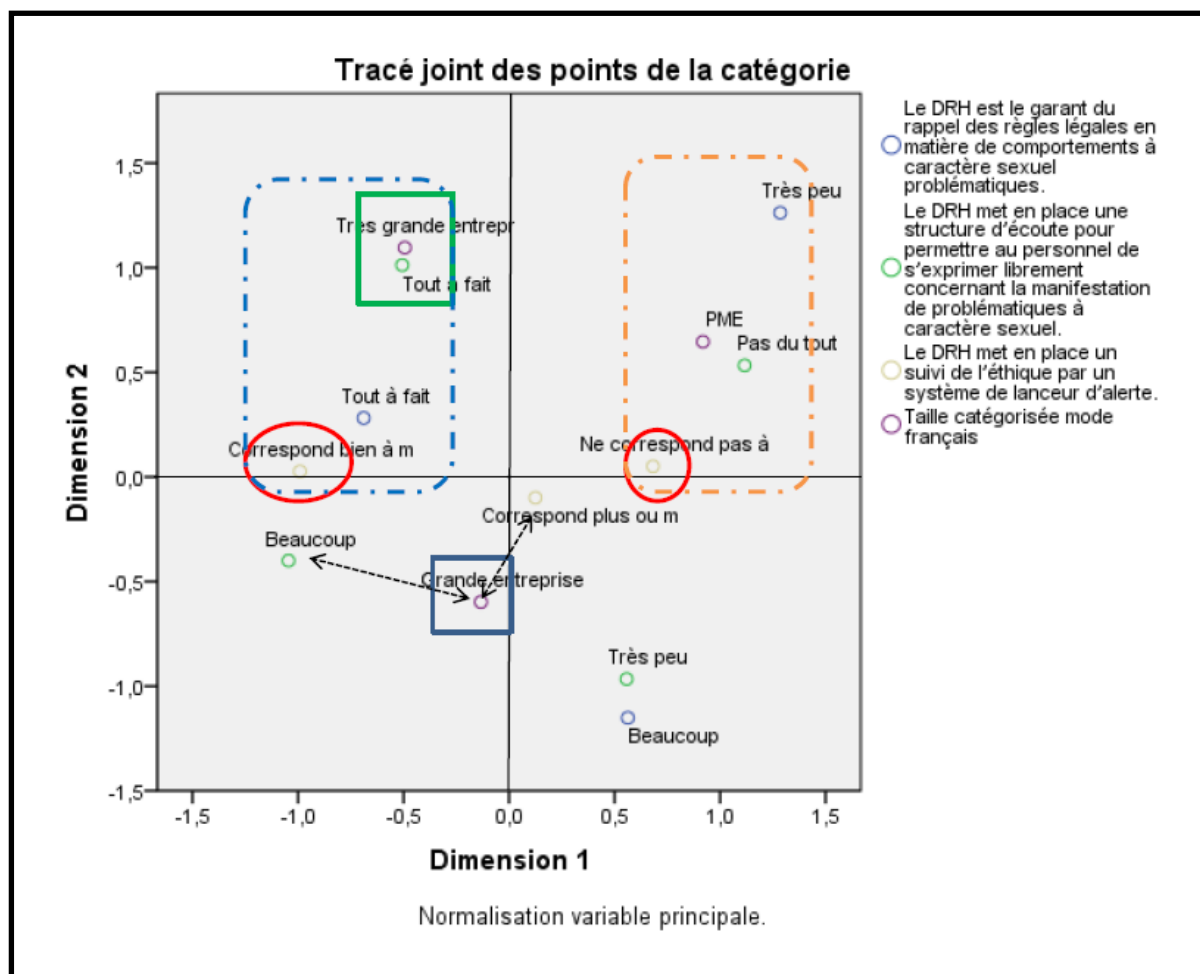 Tracé joint des points de la catégorie
Dimension 2
1,5
1,0
0,5
0,0
-0,5
-1,0
-1,5
Très peu
Très grande entrepr
Tout à fait
PME
Pas du tout
Tout à fait
Correspond bien à m
Ne correspond pas à
Correspond plus ou m
Beaucoup
Grande entreprise
Très peu
Beaucoup
-1,5
-1,0
-0,5
0,0
0,5
1,0
1,5
Dimension 1
Normalisation variable principale.
Le DRH est le garant du
rappel des règles légales en
matière de comportements à
caractère sexuel
problématiques.
Le DRH met en place une
structure d'écoute pour
permettre au personnel de
s'exprimer librement
concernant la manifestation
de problématiques à
caractère sexuel.
Le DRH met en place un
suivi de l'éthique par un
système de lanceur d'alerte.
Taille catégorisée mode
français